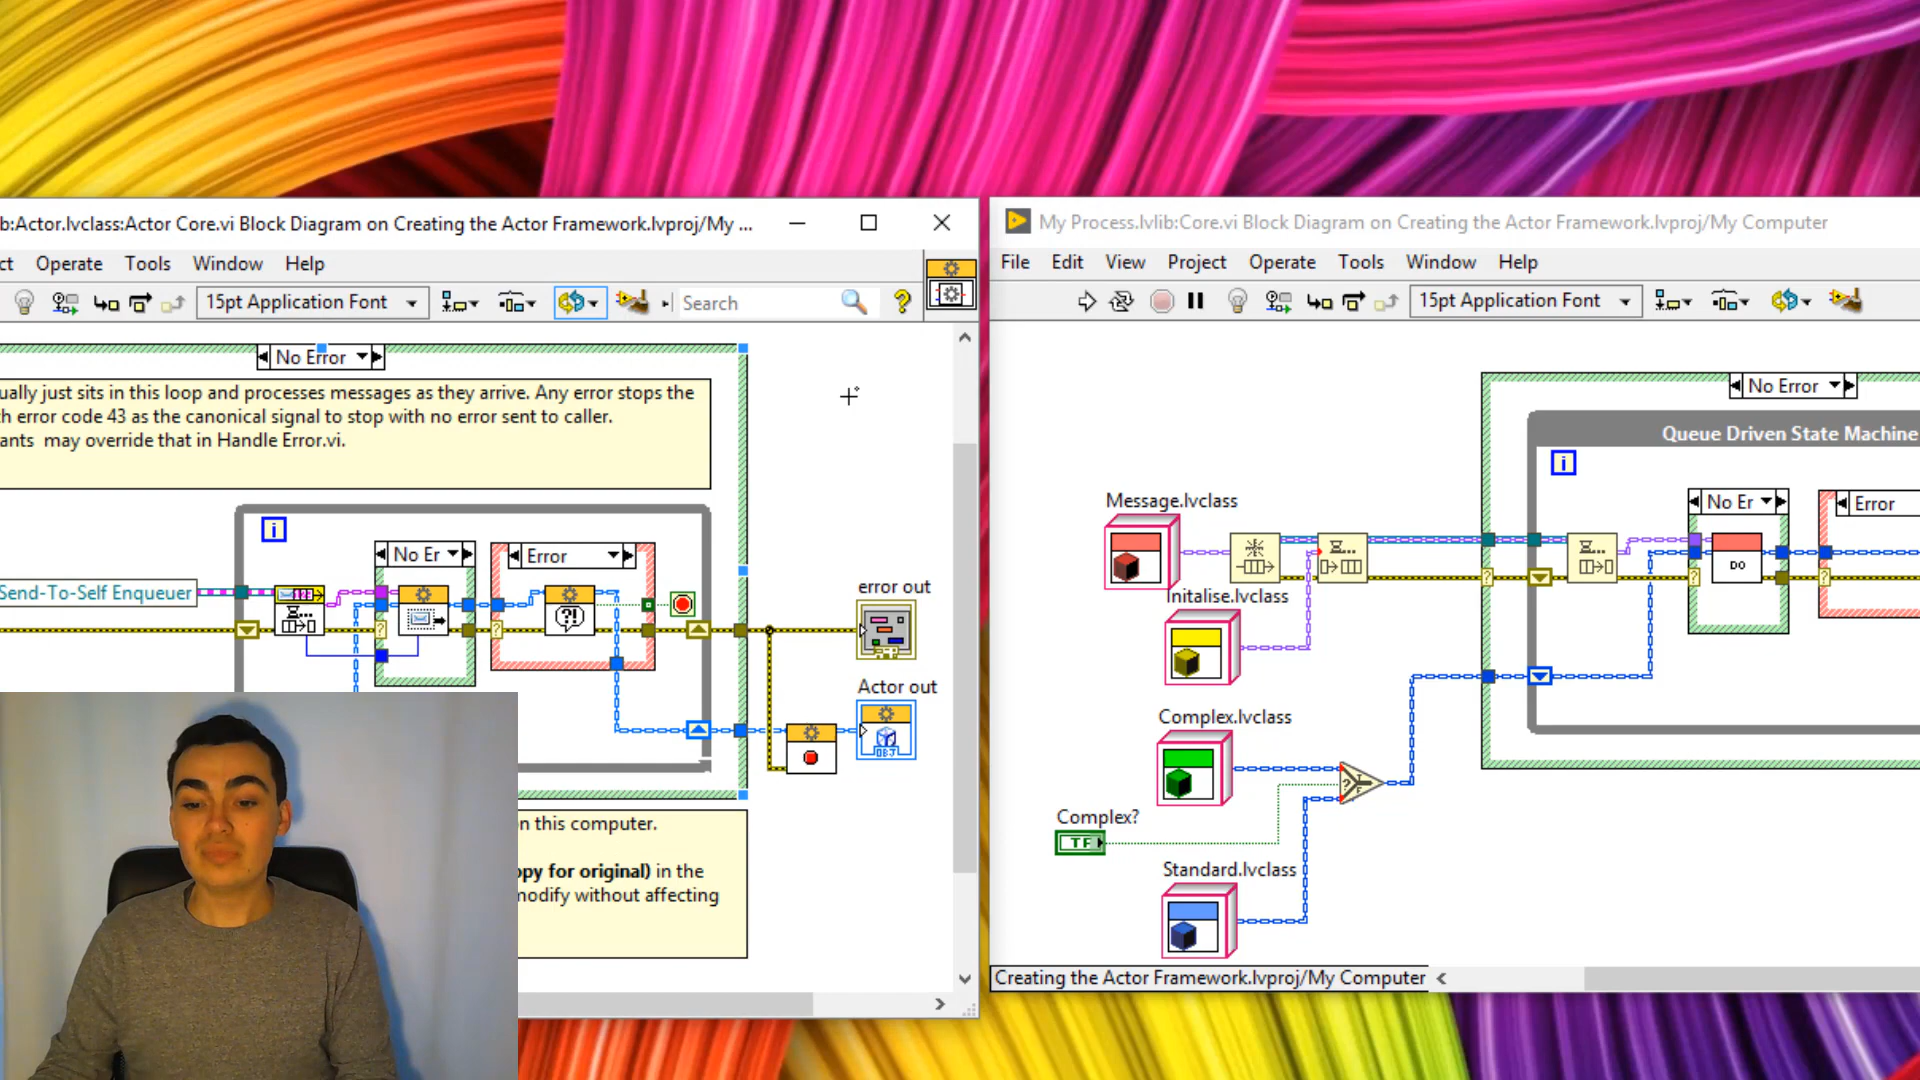 b:Actor.lvclass:Actor Core.vi Block Diagram on Creating the Actor Framework.lvproj/My ...
ct Operate Tools Window Help
15pt Application Font
Search
No Error
ually just sits in this loop and processes messages as they arrive. Any error stops the
th error code 43 as the canonical signal to stop with no error sent to caller.
ants may override that in Handle Error.vi.
i
No Er
Error
Send-To-Self Enqueuer
?!
error out
Actor out
OBJ
n this computer.
opy for original) in the
modify without affecting
My Process.lvlib:Core.vi Block Diagram on Creating the Actor Framework.lvproj/My Computer
File Edit View Project Operate Tools Window Help
15pt Application Font
No Error
Queue Driven State Machine
i
No Er
Error
DO
Message.lvclass
Initalise.lvclass
Complex.lvclass
Complex?
TF
Standard.lvclass
Creating the Actor Framework.lvproj/My Computer